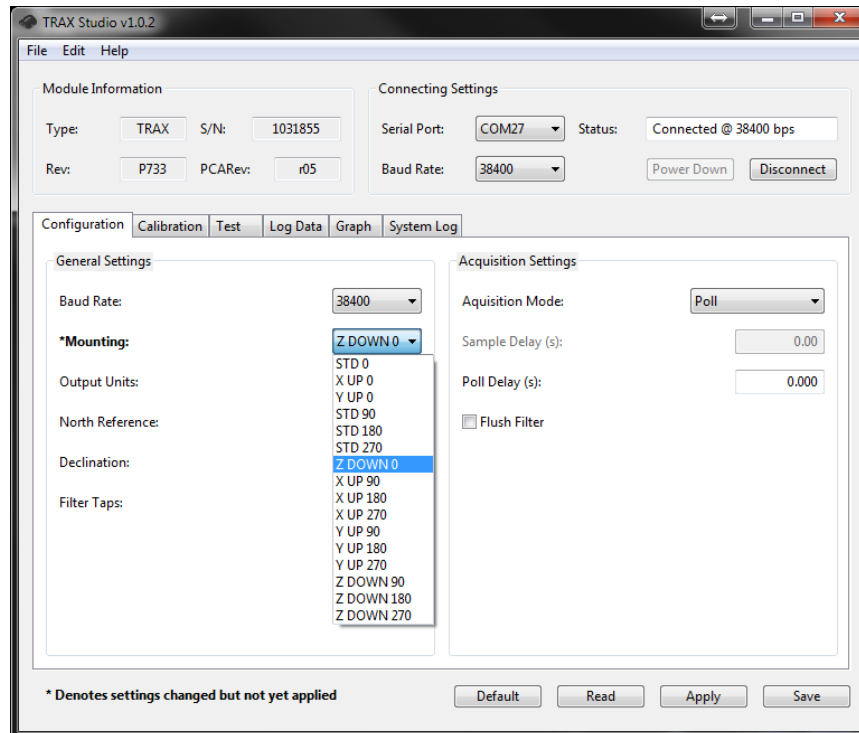 TRAX Studio v1.0.2
File Edit Help
Module Information
Type: TRAX S/N: 1031855
Rev: P733 PCARev: r05
Connecting Settings
Serial Port: COM27 Status: Connected @ 38400 bps
Baud Rate: 38400 Power Down Disconnect
Configuration Calibration Test Log Data Graph System Log
General Settings
Baud Rate: 38400
*Mounting: Z DOWN 0
STD 0
X UP 0
Y UP 0
STD 90
STD 180
STD 270
Z DOWN 0
X UP 90
X UP 180
X UP 270
Y UP 90
Y UP 180
Y UP 270
Z DOWN 90
Z DOWN 180
Z DOWN 270
Output Units:
North Reference:
Declination:
Filter Taps:
Acquisition Settings
Aquisition Mode: Poll
Sample Delay (s): 0.00
Poll Delay (s): 0.000
Flush Filter
* Denotes settings changed but not yet applied
Default Read Apply Save